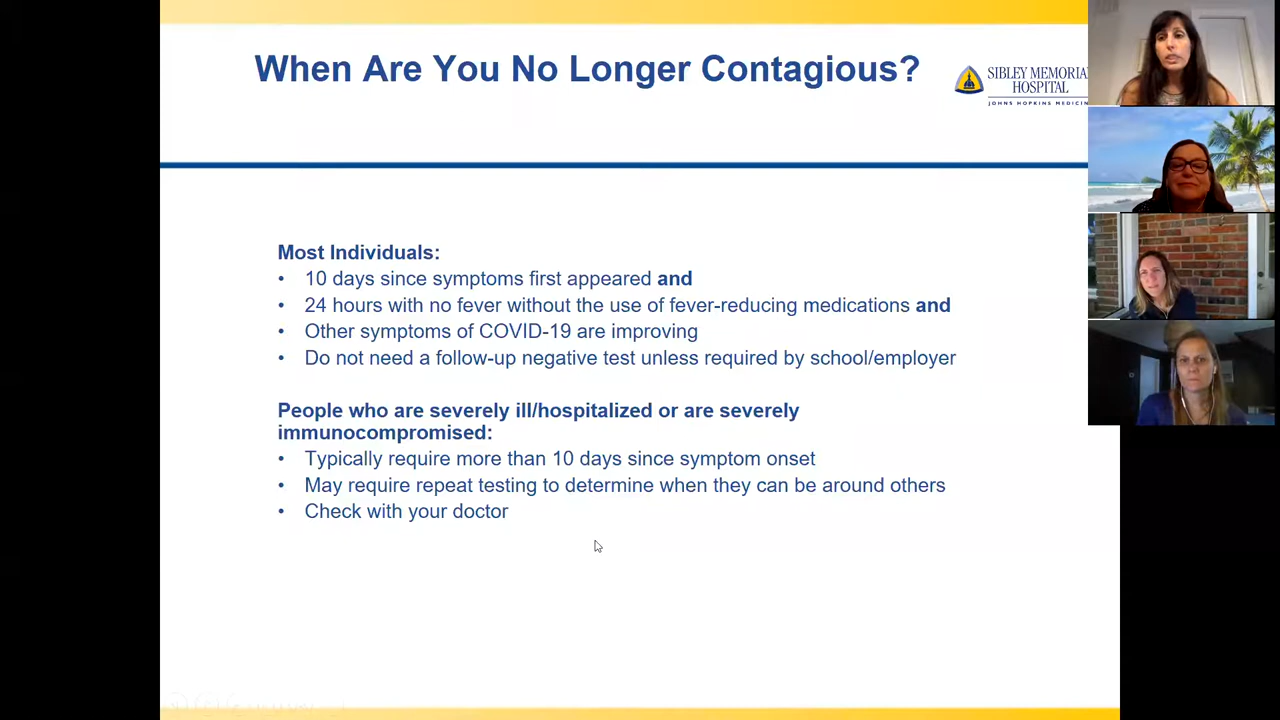 When Are You No Longer Contagious?
SIBLEY MEMORIA
HOSPITAL
JOHNS HOPKINS MEDICIN
Most Individuals:
• 10 days since symptoms first appeared and
• 24 hours with no fever without the use of fever-reducing medications and
• Other symptoms of COVID-19 are improving
• Do not need a follow-up negative test unless required by school/employer
People who are severely ill/hospitalized or are severely
immunocompromised:
• Typically require more than 10 days since symptom onset
• May require repeat testing to determine when they can be around others
• Check with your doctor